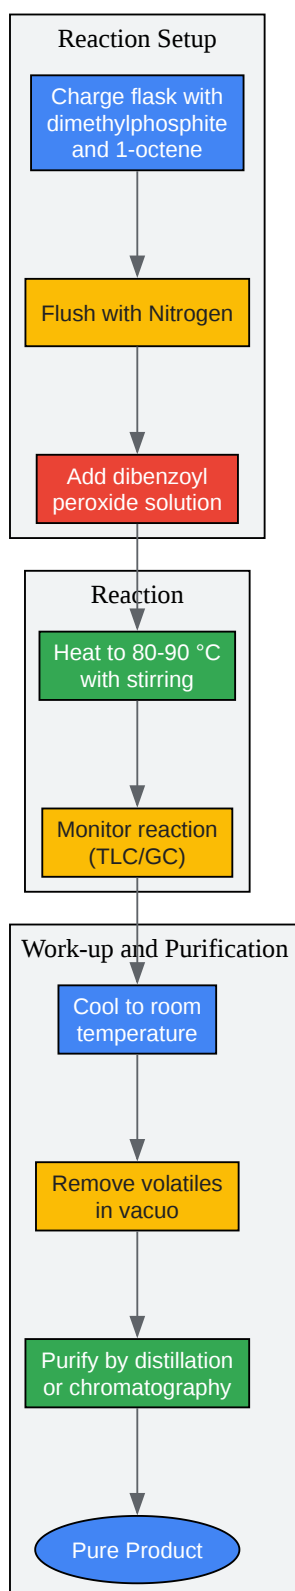 Reaction Setup
Charge flask with
dimethylphosphite
and 1-octene
Flush with Nitrogen
Add dibenzoyl
peroxide solution
Reaction
Heat to 80-90 °C
with stirring
Monitor reaction
(TLC/GC)
Work-up and Purification
Cool to room
temperature
Remove volatiles
in vacuo
Purify by distillation
or chromatography
Pure Product